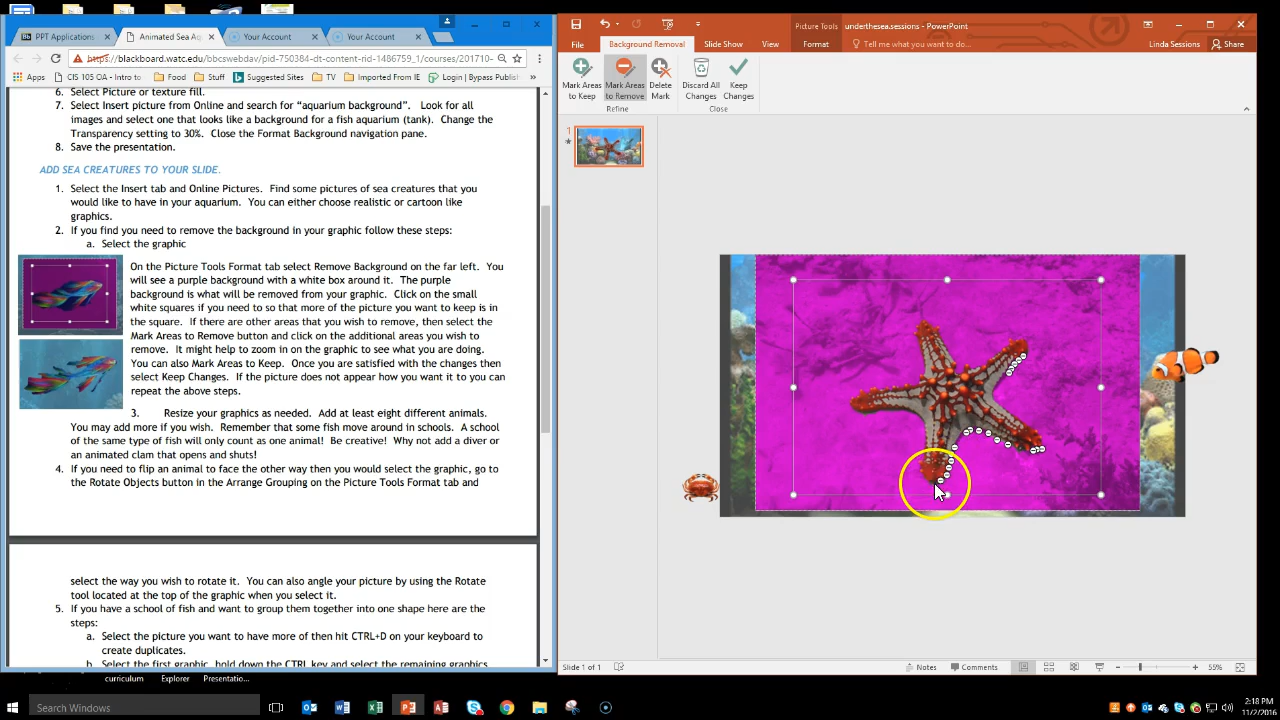 PPT Applications
Animated Sea Aq
Your Account
Your Account
https://blackboard.watc.edu/bbcswebdav/pid-750384-dt-content-rid-1486759_1/courses/201710-
Apps
CIS 105 OA - Intro to
Food
Stuff
Suggested Sites
TV
Imported From IE
Login | Bypass Publish
6. Select Picture or texture fill.
7. Select Insert picture from Online and search for “aquarium background”. Look for all
images and select one that looks like a background for a fish aquarium (tank). Change the
Transparency setting to 30%. Close the Format Background navigation pane.
8. Save the presentation.
ADD SEA CREATURES TO YOUR SLIDE.
1. Select the Insert tab and Online Pictures. Find some pictures of sea creatures that you
would like to have in your aquarium. You can either choose realistic or cartoon like
graphics.
2. If you find you need to remove the background in your graphic follow these steps:
a. Select the graphic
On the Picture Tools Format tab select Remove Background on the far left. You
will see a purple background with a white box around it. The purple
background is what will be removed from your graphic. Click on the small
white squares if you need to so that more of the picture you want to keep is in
the square. If there are other areas that you wish to remove, then select the
Mark Areas to Remove button and click on the additional areas you wish to
remove. It might help to zoom in on the graphic to see what you are doing.
You can also Mark Areas to Keep. Once you are satisfied with the changes then
select Keep Changes. If the picture does not appear how you want it to you can
repeat the above steps.
3. Resize your graphics as needed. Add at least eight different animals.
You may add more if you wish. Remember that some fish move around in schools. A school
of the same type of fish will only count as one animal! Be creative! Why not add a diver or
an animated clam that opens and shuts!
4. If you need to flip an animal to face the other way then you would select the graphic, go to
the Rotate Objects button in the Arrange Grouping on the Picture Tools Format tab and
select the way you wish to rotate it. You can also angle your picture by using the Rotate
tool located at the top of the graphic when you select it.
5. If you have a school of fish and want to group them together into one shape here are the
steps:
a. Select the picture you want to have more of then hit CTRL+D on your keyboard to
create duplicates.
b. Select the first graphic, hold down the CTRL key and select the remaining graphics
curriculum
Explorer
Presentatio...
Picture Tools
underthesea.sessions - PowerPoint
File
Background Removal
Slide Show
View
Format
Tell me what you want to do...
Linda Sessions
Share
Mark Areas to Keep
Mark Areas to Remove
Delete Mark
Discard All Changes
Keep Changes
Refine
Close
1
Slide 1 of 1
Notes
Comments
55%
Search Windows
2:18 PM
11/2/2016